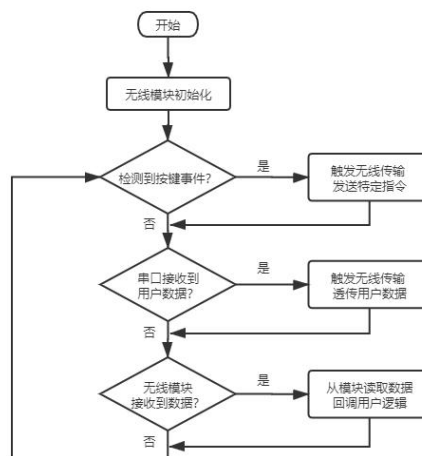 开始
无线模块初始化
检测到按键事件?
是
触发无线传输
发送特定指令
否
串口接收到
用户数据?
是
触发无线传输
透传用户数据
否
无线模块
接收到数据?
是
从模块读取数据
回调用户逻辑
否